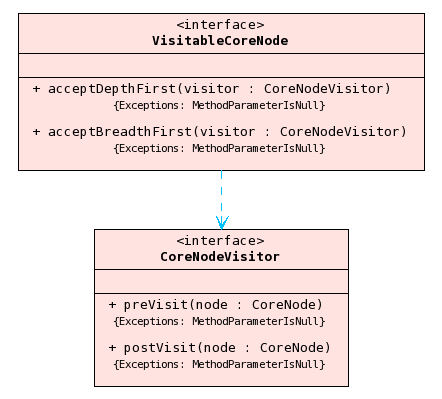 <interface>
VisitableCoreNode
+ acceptDepthFirst(visitor : CoreNodeVisitor)
{Exceptions: MethodParameterIsNull}
+ acceptBreadthFirst(visitor : CoreNodeVisitor)
{Exceptions: MethodParameterIsNull}
<interface>
CoreNodeVisitor
+ preVisit(node : CoreNode)
{Exceptions: MethodParameterIsNull}
+ postVisit(node : CoreNode)
{Exceptions: MethodParameterIsNull}